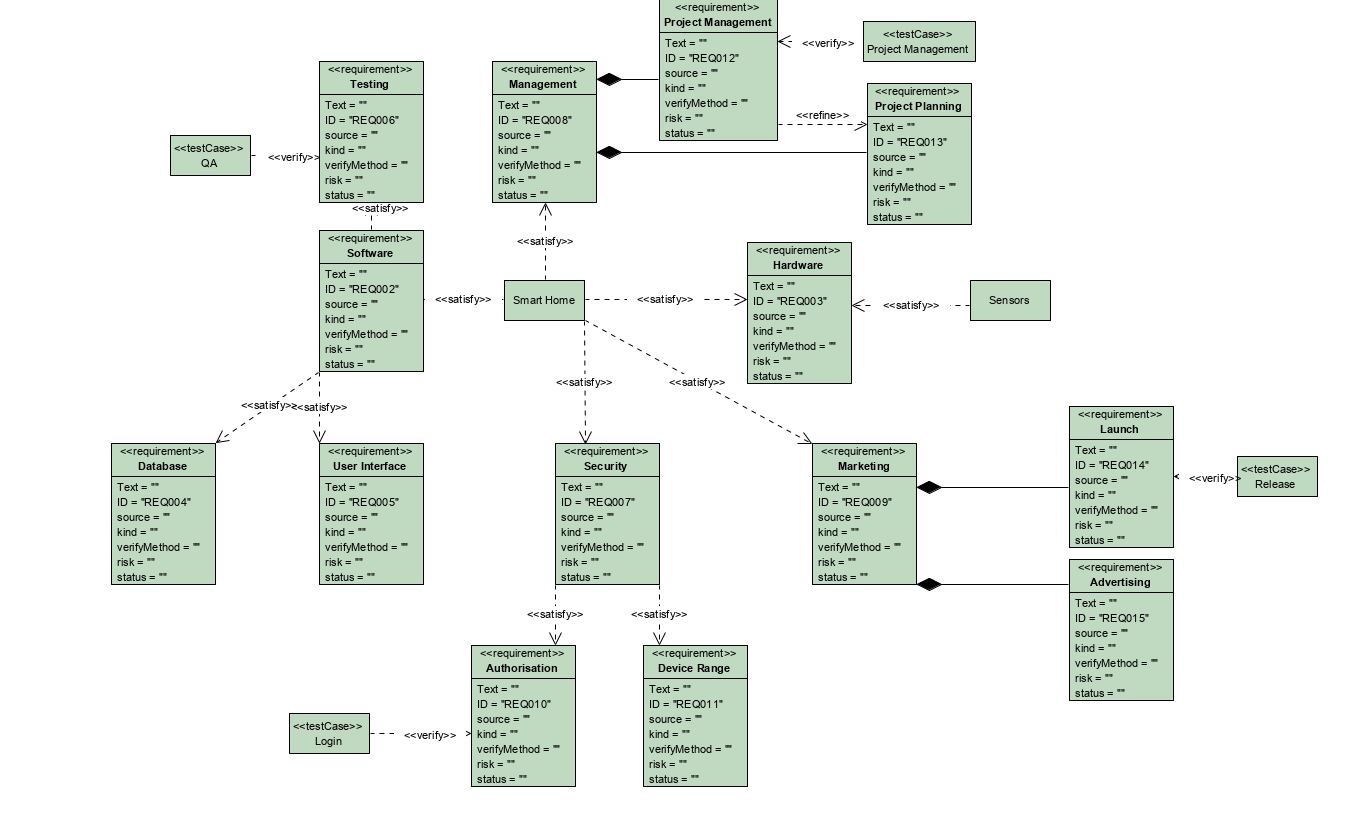 <<requirement>>
Project Management
Text = ""
ID = "REQ012"
source = ""
kind = ""
verifyMethod = ""
risk = ""
status = ""
<<verify>>
<<testCase>>
Project Management
<<requirement>>
Testing
Text = ""
ID = "REQ006"
source = ""
kind = ""
verifyMethod = ""
risk = ""
status = ""
<<requirement>>
Management
Text = ""
ID = "REQ008"
source = ""
kind = ""
verifyMethod = ""
risk = ""
status = ""
<<refine>>
<<requirement>>
Project Planning
Text = ""
ID = "REQ013"
source = ""
kind = ""
verifyMethod = ""
risk = ""
status = ""
<<testCase>>
QA
<<verify>>
<<satisfy>>
<<requirement>>
Software
Text = ""
ID = "REQ002"
source = ""
kind = ""
verifyMethod = ""
risk = ""
status = ""
<<satisfy>>
<<satisfy>>
Smart Home
<<satisfy>>
<<requirement>>
Hardware
Text = ""
ID = "REQ003"
source = ""
kind = ""
verifyMethod = ""
risk = ""
status = ""
<<satisfy>>
Sensors
<<satisfy>>
<<satisfy>>
<<satisfy>>
<<satisfy>>
<<requirement>>
Database
Text = ""
ID = "REQ004"
source = ""
kind = ""
verifyMethod = ""
risk = ""
status = ""
<<requirement>>
User Interface
Text = ""
ID = "REQ005"
source = ""
kind = ""
verifyMethod = ""
risk = ""
status = ""
<<requirement>>
Security
Text = ""
ID = "REQ007"
source = ""
kind = ""
verifyMethod = ""
risk = ""
status = ""
<<requirement>>
Marketing
Text = ""
ID = "REQ009"
source = ""
kind = ""
verifyMethod = ""
risk = ""
status = ""
<<requirement>>
Launch
Text = ""
ID = "REQ014"
source = ""
kind = ""
verifyMethod = ""
risk = ""
status = ""
<<verify>>
<<testCase>>
Release
<<requirement>>
Advertising
Text = ""
ID = "REQ015"
source = ""
kind = ""
verifyMethod = ""
risk = ""
status = ""
<<satisfy>>
<<satisfy>>
<<requirement>>
Authorisation
Text = ""
ID = "REQ010"
source = ""
kind = ""
verifyMethod = ""
risk = ""
status = ""
<<requirement>>
Device Range
Text = ""
ID = "REQ011"
source = ""
kind = ""
verifyMethod = ""
risk = ""
status = ""
<<testCase>>
Login
<<verify>>